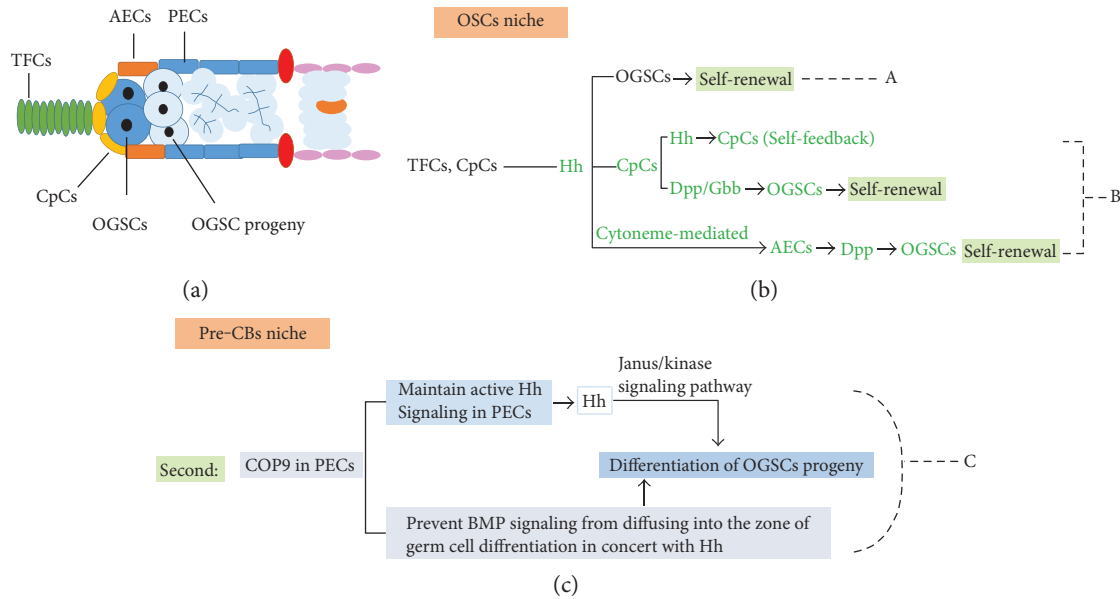 AECs
PECs
TFCs
CpCs
OGSCs
OGSC progeny
(a)
OSCs niche
OGSCs
Self-renewal
A
TFCs, CpCs
Hh
CpCs
Hh
CpCs (Self-feedback)
Dpp/Gbb
OGSCs
Self-renewal
B
Cytoneme-mediated
AECs
Dpp
OGSCs
Self-renewal
(b)
Pre-CBs niche
Second:
COP9 in PECs
Maintain active Hh
Signaling in PECs
Hh
Janus/kinase
signaling pathway
Differentiation of OGSCs progeny
C
Prevent BMP signaling from diffusing into the zone of
germ cell diffrentiation in concert with Hh
(c)